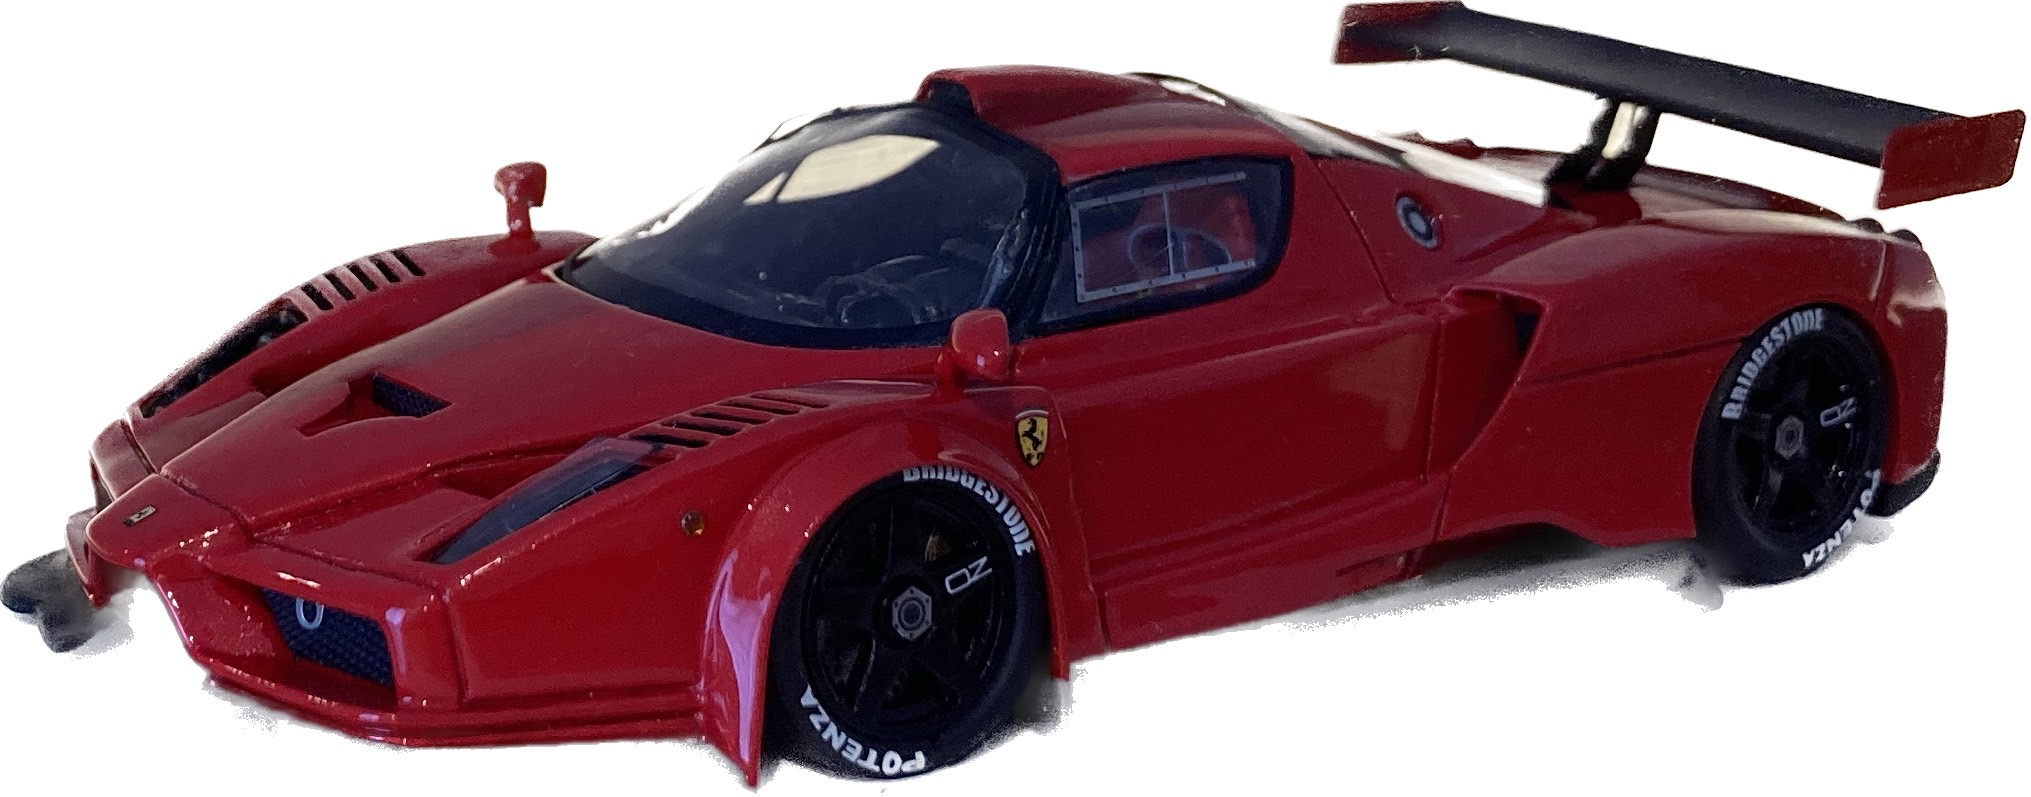 BRIDGESTONE
OZ
POTENZA
BRIDGESTONE
OZ
POTENZA